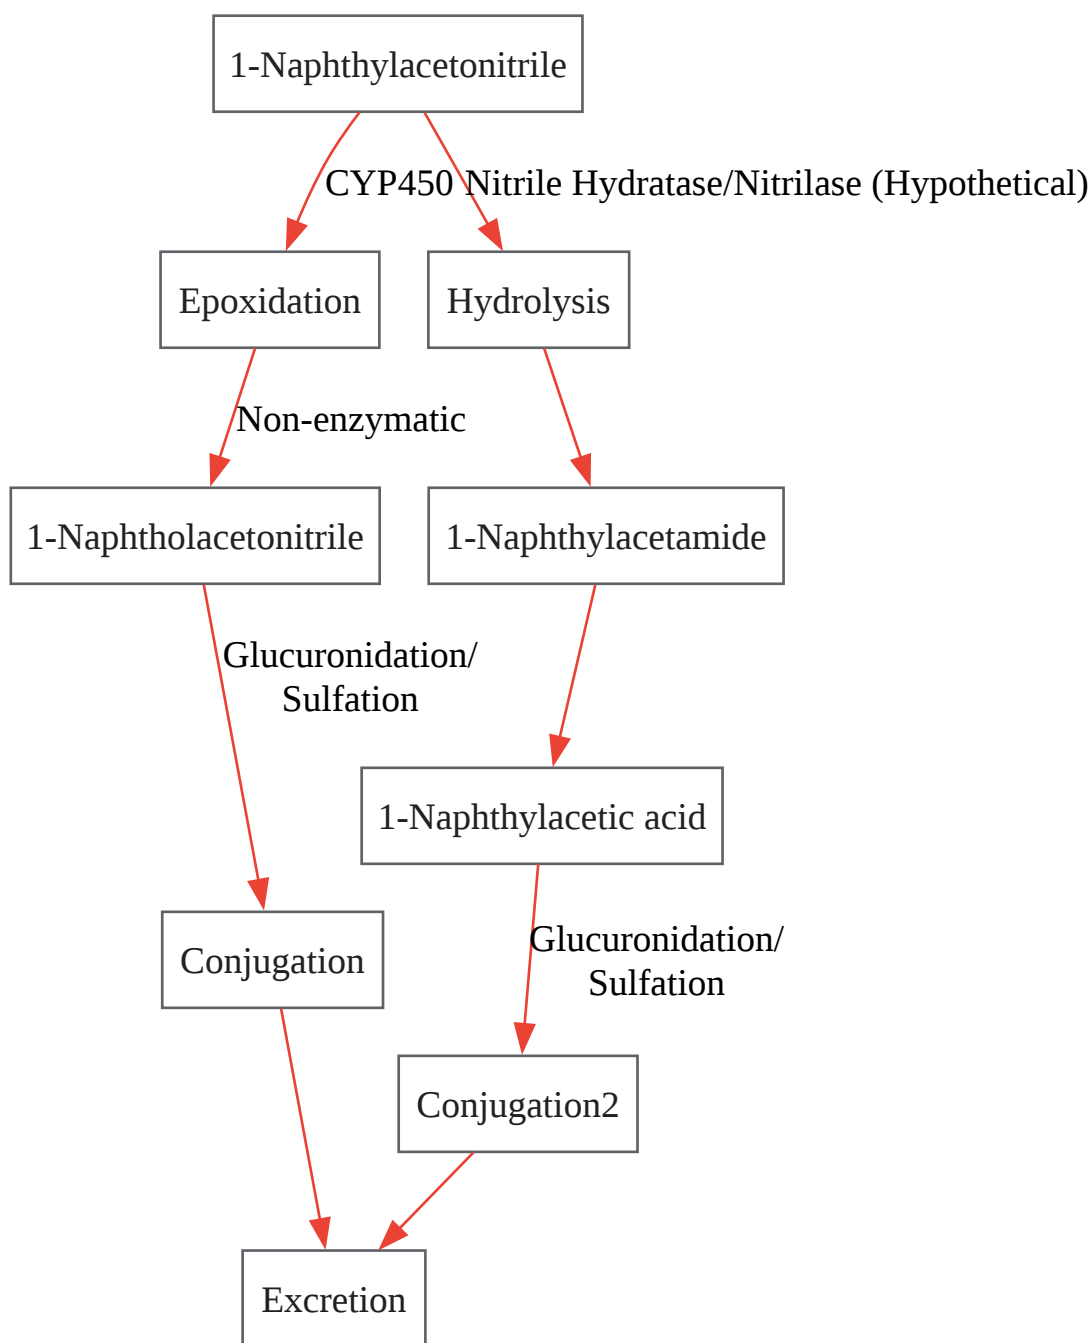 1-Naphthylacetonitrile
CYP450
Nitrile Hydratase/Nitrilase (Hypothetical)
Epoxidation
Hydrolysis
Non-enzymatic
1-Naphtholacetonitrile
1-Naphthylacetamide
Glucuronidation/
Sulfation
1-Naphthylacetic acid
Conjugation
Glucuronidation/
Sulfation
Conjugation2
Excretion